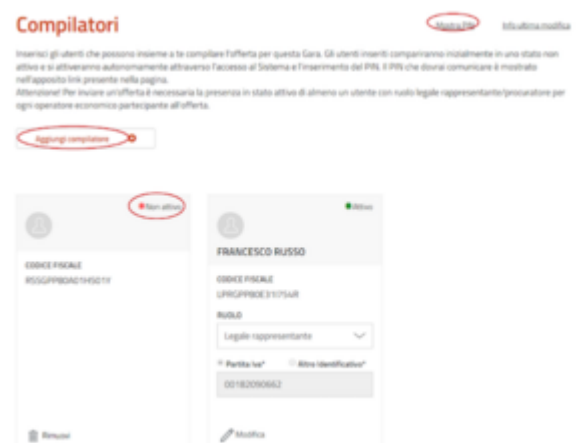 Compilatori
Mostra PIN
Info ultima modifica
Inserisci gli utenti che possono insieme a te compilare l'offerta per questa Gara. Gli utenti inseriti compariranno inizialmente in uno stato non
attivo e si attiveranno autonomamente attraverso l'accesso al Sistema e l'inserimento del PIN. Il PIN che dovrai comunicare è mostrato
nell'apposito link presente nella pagina.
Attenzione! Per inviare un'offerta è necessaria la presenza in stato attivo di almeno un utente con ruolo legale rappresentante/procuratore per
ogni operatore economico partecipante all'offerta.
Aggiungi compilatore
Non attivo
CODICE FISCALE
RSSGPP80A01H501Y
Rimuovi
Attivo
FRANCESCO RUSSO
CODICE FISCALE
LPRGPP80E31I754R
RUOLO
Legale rappresentante
Partita Iva*
Altro Identificativo*
00182090662
Modifica